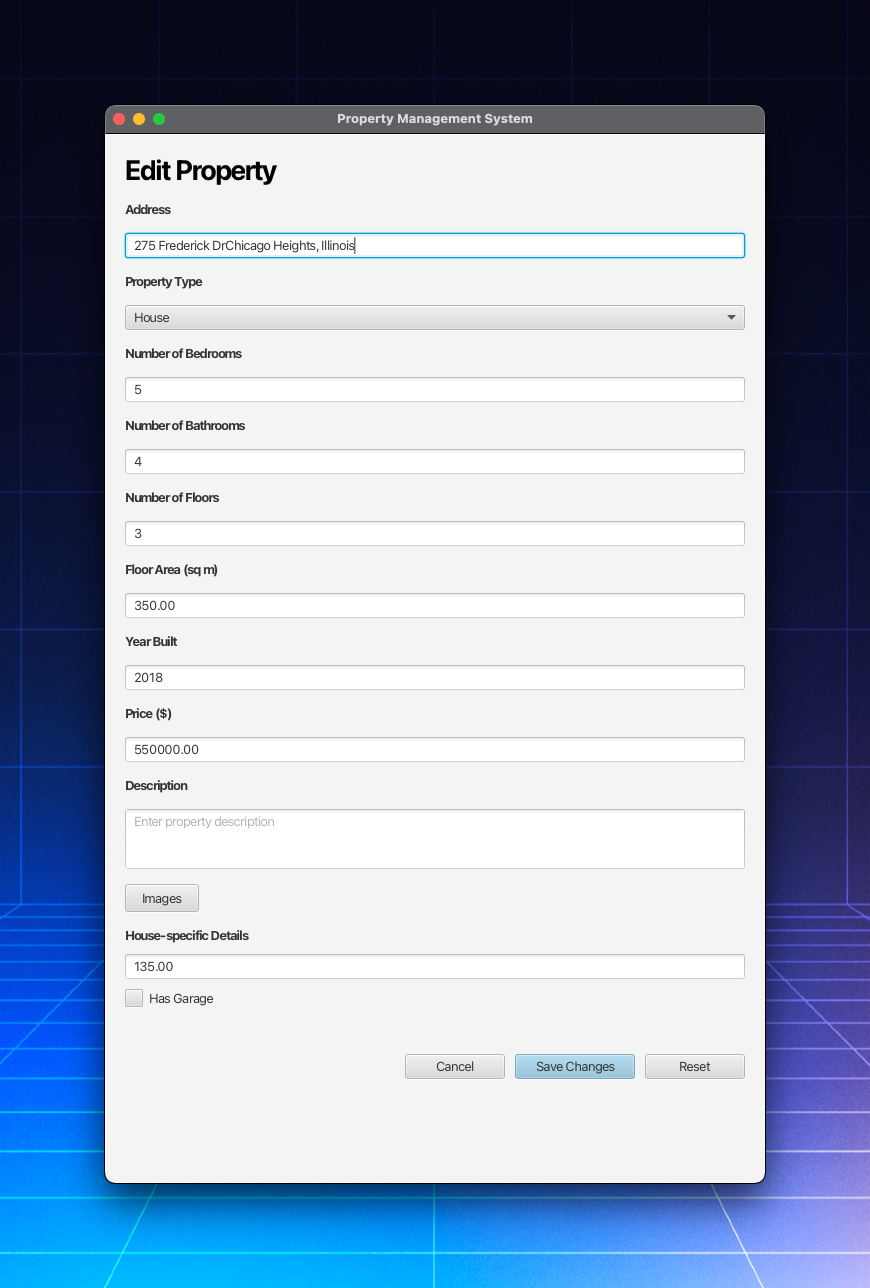 Property Management System
Edit Property
Address
275 Frederick DrChicago Heights, Illinois
Property Type
House
Number of Bedrooms
5
Number of Bathrooms
4
Number of Floors
3
Floor Area (sq m)
350.00
Year Built
2018
Price ($)
550000.00
Description
Enter property description
Images
House-specific Details
135.00
Has Garage
Cancel Save Changes Reset